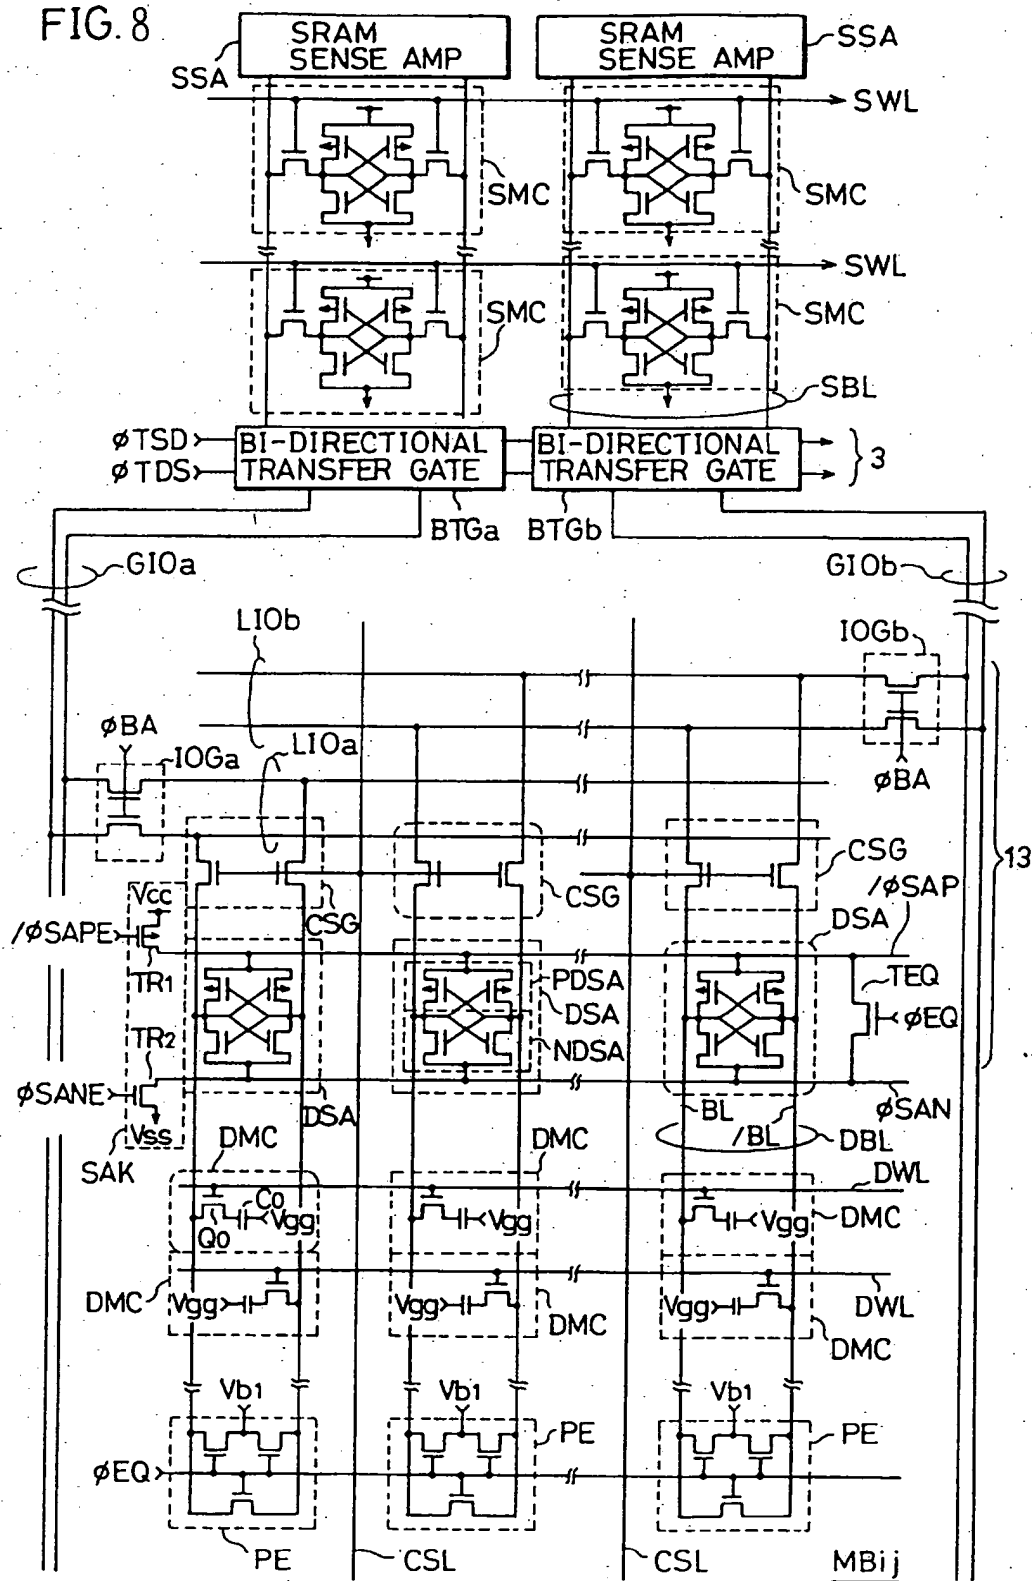 FIG. 8
SRAM
SENSE AMP
SRAM
SENSE AMP
SSA
SSA
SWL
SMC
SMC
SWL
SMC
SMC
SBL
φTSD
φTDS
BI-DIRECTIONAL
TRANSFER GATE
BI-DIRECTIONAL
TRANSFER GATE
3
BTGa
BTGb
GIOa
GIOb
LIOb
IOGb
φBA
IOGa
LIOa
φBA
CSG
13
Vcc
CSG
CSG
/φSAP
/φSAPE
DSA
TR1
PDSA
DSA
TEQ
φEQ
TR2
NDSA
φSANE
Vss
DSA
BL
/BL
φSAN
SAK
DMC
DMC
DBL
DWL
Co
Vgg
Qo
Vgg
Vgg
DMC
DMC
Vgg
Vgg
DMC
Vgg
DWL
DMC
Vb1
Vb1
Vb1
PE
PE
φEQ
PE
CSL
CSL
MBij